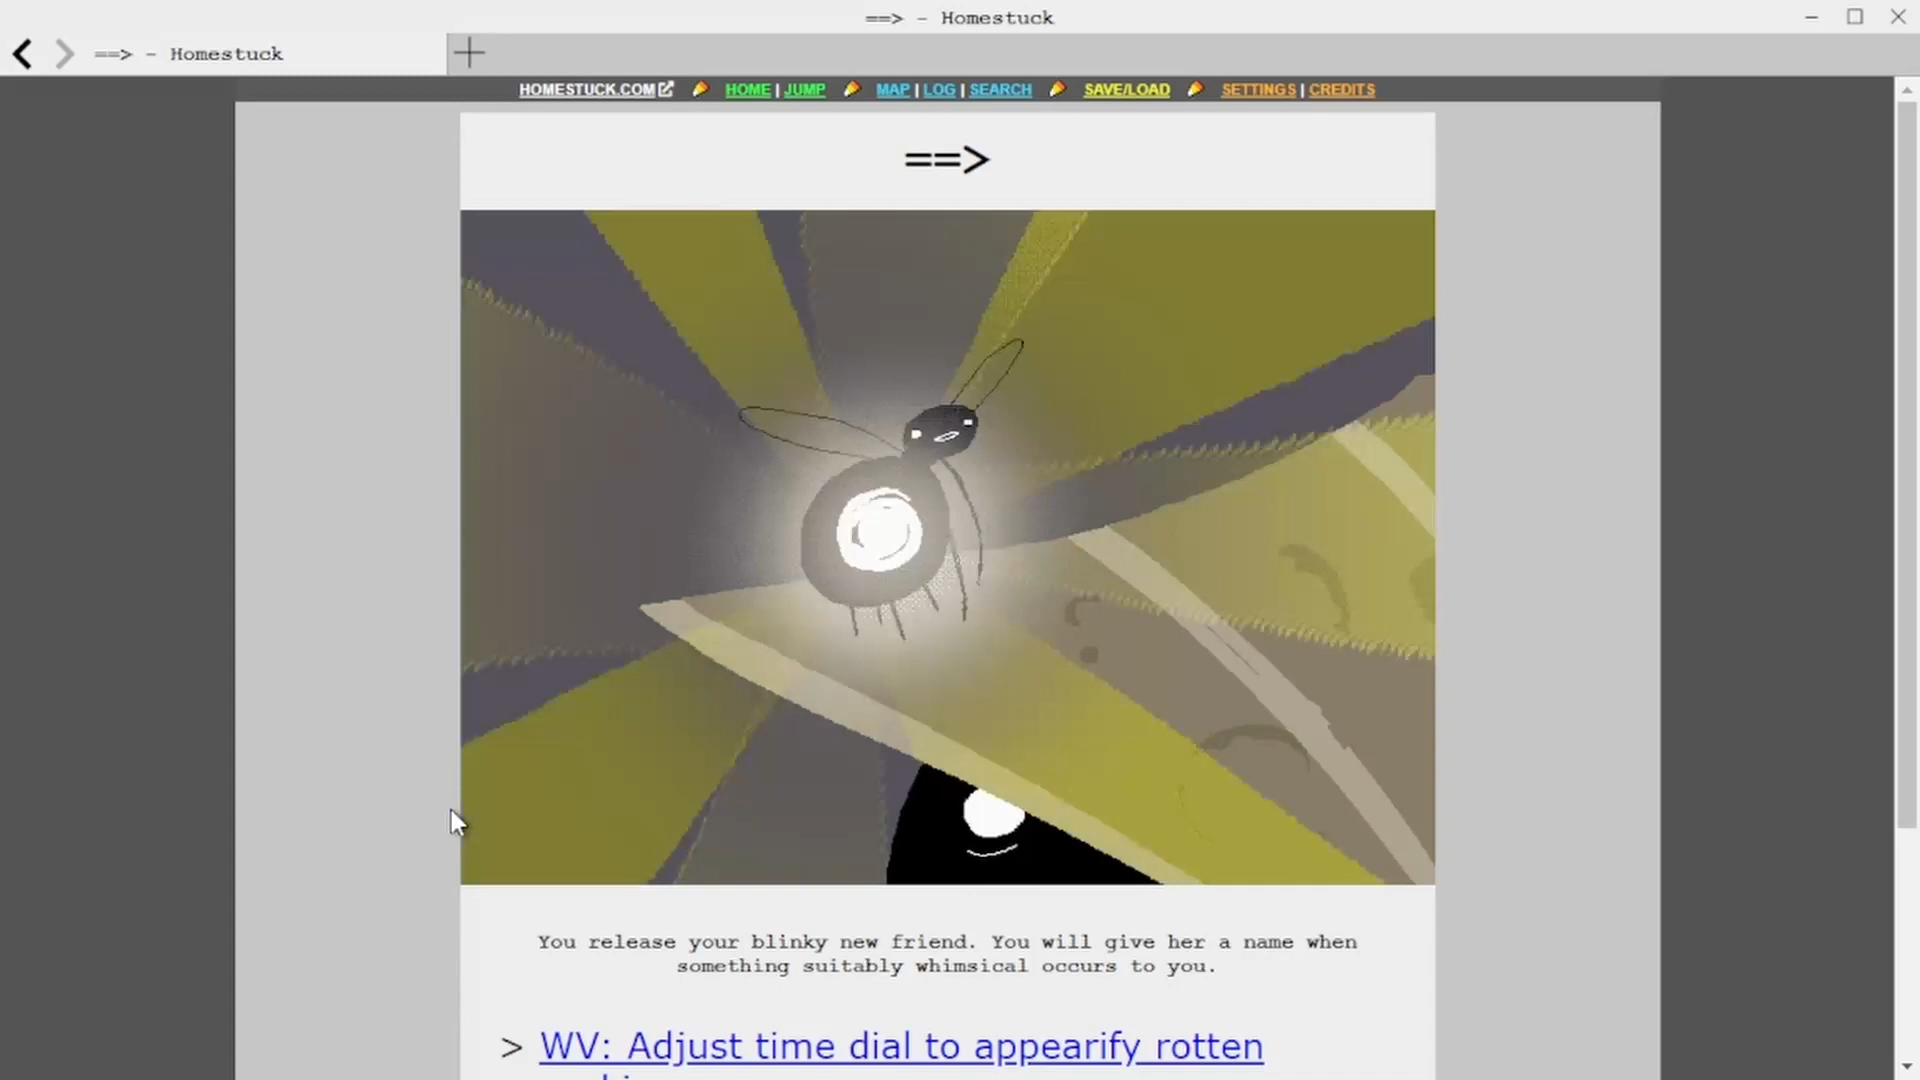 ==> - Homestuck
==> - Homestuck
HOMESTUCK.COM HOME | JUMP MAP | LOG | SEARCH SAVE/LOAD SETTINGS | CREDITS
==>
You release your blinky new friend. You will give her a name when
something suitably whimsical occurs to you.
> WV: Adjust time dial to appearify rotten